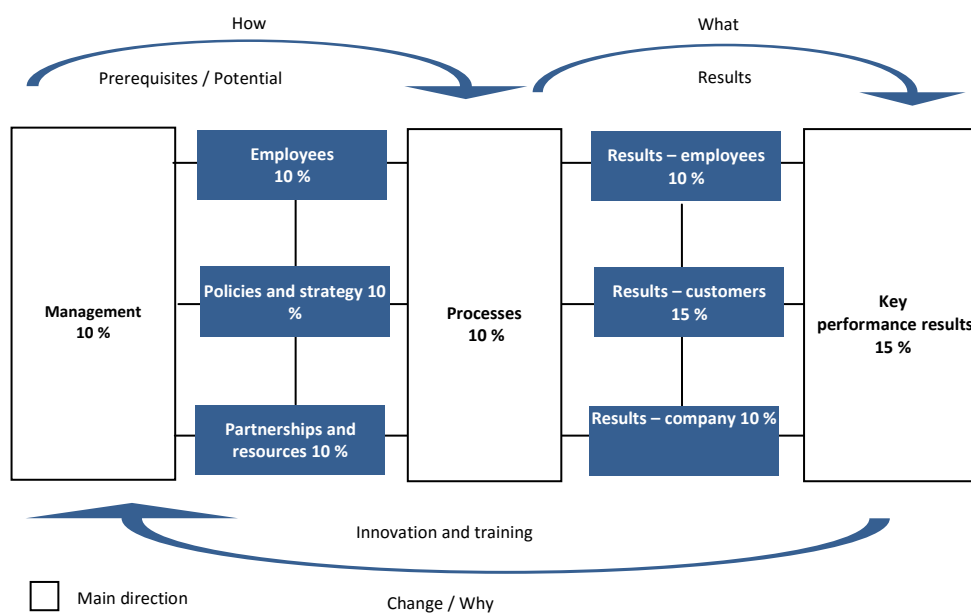 How
What
Prerequisites / Potential
Results
Employees
10 %
Results – employees
10 %
Management
10 %
Policies and strategy 10
%
Processes
10 %
Results – customers
15 %
Key
performance results
15 %
Partnerships and
resources 10 %
Results – company 10 %
Innovation and training
Main direction
Change / Why